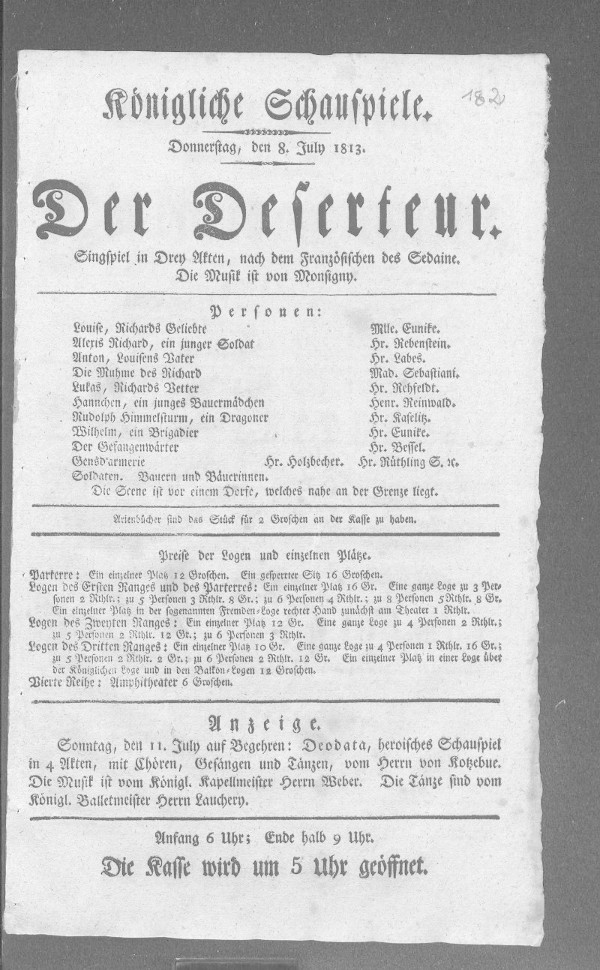 182
Königliche Schauspiele.
Donnerstag, den 8. July 1813.
Der Deserteur.
Singspiel in Drey Akten, nach dem Französischen des Sedaine.
Die Musik ist von Monsigny.
Personen:
Louise, Richards Geliebte Mlle. Eunike.
Alexis Richard, ein junger Soldat Hr. Rebenstein.
Anton, Louisens Vater Hr. Labes.
Die Muhme des Richard Mad. Sebastiani.
Lukas, Richards Vetter Hr. Rehfeldt.
Hannchen, ein junges Bauermädchen Henr. Reinwald.
Rudolph Himmelsturm, ein Dragoner Hr. Kaselitz.
Wilhelm, ein Brigadier Hr. Eunike.
Der Gefangenwärter Hr. Bessel.
Gensd'armerie Hr. Holzbecher. Hr. Rüthling S. ꝛc.
Soldaten. Bauern und Bäuerinnen.
Die Scene ist vor einem Dorfe, welches nahe an der Grenze liegt.
Arienbücher sind das Stück für 2 Groschen an der Kasse zu haben.
Preise der Logen und einzelnen Plätze.
Parkerre: Ein einzelner Platz 12 Groschen. Ein gesperrter Sitz 16 Groschen.
Logen des Ersten Ranges und des Parkerres: Ein einzelner Platz 16 Gr. Eine ganze Loge zu 3 Per-
sonen 2 Rthlr.; zu 5 Personen 3 Rthlr. 8 Gr.; zu 6 Personen 4 Rthlr.; zu 8 Personen 5 Rthlr. 8 Gr.
Ein einzelner Platz in der sogenannten Fremden-Loge rechter Hand zunächst am Theater 1 Rthlr.
Logen des Zweyten Ranges: Ein einzelner Platz 12 Gr. Eine ganze Loge zu 4 Personen 2 Rthlr.;
zu 5 Personen 2 Rthlr. 12 Gr.; zu 6 Personen 3 Rthlr.
Logen des Dritten Ranges: Ein einzelner Platz 10 Gr. Eine ganze Loge zu 4 Personen 1 Rthlr. 16 Gr.;
zu 5 Personen 2 Rthlr. 2 Gr.; zu 6 Personen 2 Rthlr. 12 Gr. Ein einzelner Platz in einer Loge über
der Königlichen Loge und in den Balkon-Logen 12 Groschen.
Vierte Reihe: Amphitheater 6 Groschen.
Anzeige.
Sonntag, den 11. July auf Begehren: Deodata, heroisches Schauspiel
in 4 Akten, mit Chören, Gesängen und Tänzen, vom Herrn von Kotzebue.
Die Musik ist vom Königl. Kapellmeister Herrn Weber. Die Tänze sind vom
Königl. Balletmeister Herrn Lauchery.
Anfang 6 Uhr; Ende halb 9 Uhr.
Die Kasse wird um 5 Uhr geöffnet.